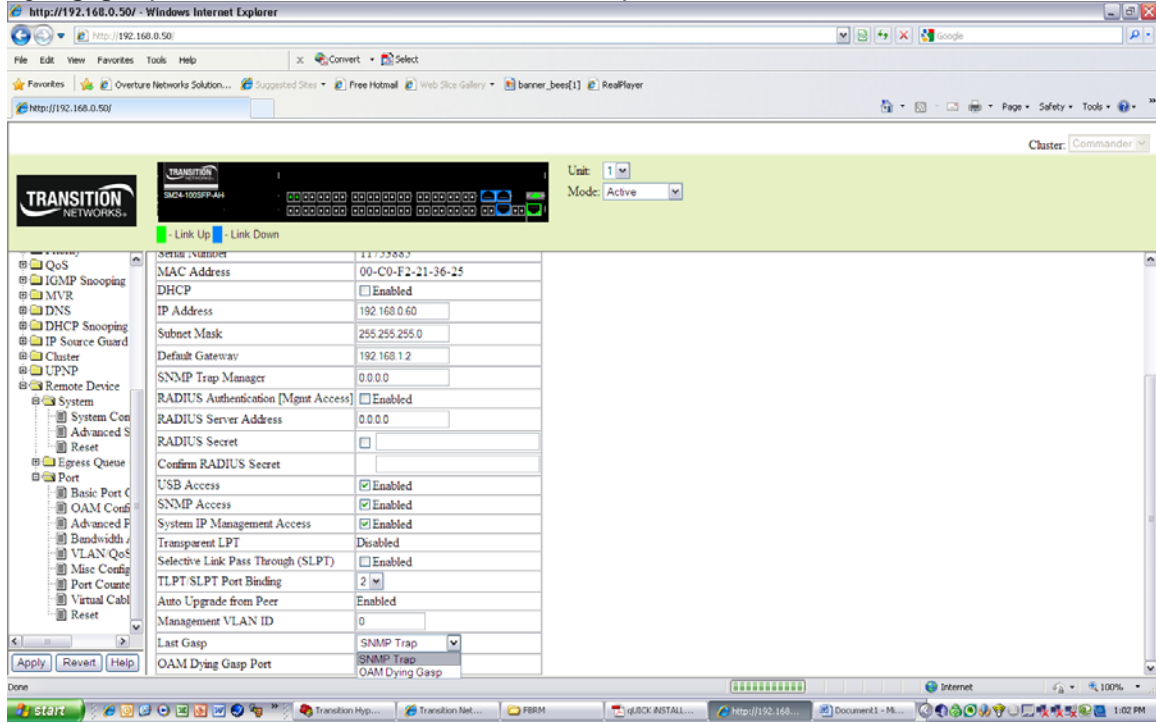 http://192.168.0.50/ - Windows Internet Explorer
http://192.168.0.50/
Google
File Edit View Favorites Tools Help
Convert
Select
Favorites
Overture Networks Solution...
Suggested Sites
Free Hotmail
Web Slice Gallery
banner_bees[1]
RealPlayer
http://192.168.0.50/
Page Safety Tools
Cluster: Commander
TRANSITION NETWORKS
TRANSITION
SM24-100SFP-AH
Unit: 1
Mode: Active
- Link Up - Link Down
Priority
QoS
IGMP Snooping
MVR
DNS
DHCP Snooping
IP Source Guard
Cluster
UPNP
Remote Device
System
System Con
Advanced S
Reset
Egress Queue
Port
Basic Port C
OAM Confi
Advanced P
Bandwidth
VLAN/QoS
Misc Config
Port Counte
Virtual Cabl
Reset
Apply Revert Help
Serial Number 11753885
MAC Address 00-C0-F2-21-36-25
DHCP Enabled
IP Address 192.168.0.60
Subnet Mask 255.255.255.0
Default Gateway 192.168.1.2
SNMP Trap Manager 0.0.0.0
RADIUS Authentication [Mgmt Access] Enabled
RADIUS Server Address 0.0.0.0
RADIUS Secret
Confirm RADIUS Secret
USB Access Enabled
SNMP Access Enabled
System IP Management Access Enabled
Transparent LPT Disabled
Selective Link Pass Through (SLPT) Enabled
TLPT/SLPT Port Binding 2
Auto Upgrade from Peer Enabled
Management VLAN ID 0
Last Gasp SNMP Trap
SNMP Trap
OAM Dying Gasp Port
OAM Dying Gasp
Done
Internet
100%
start
Transition Hyp...
Transition Net...
FBRM
qUICK INSTALL...
http://192.168...
Document1 - Mi...
1:02 PM